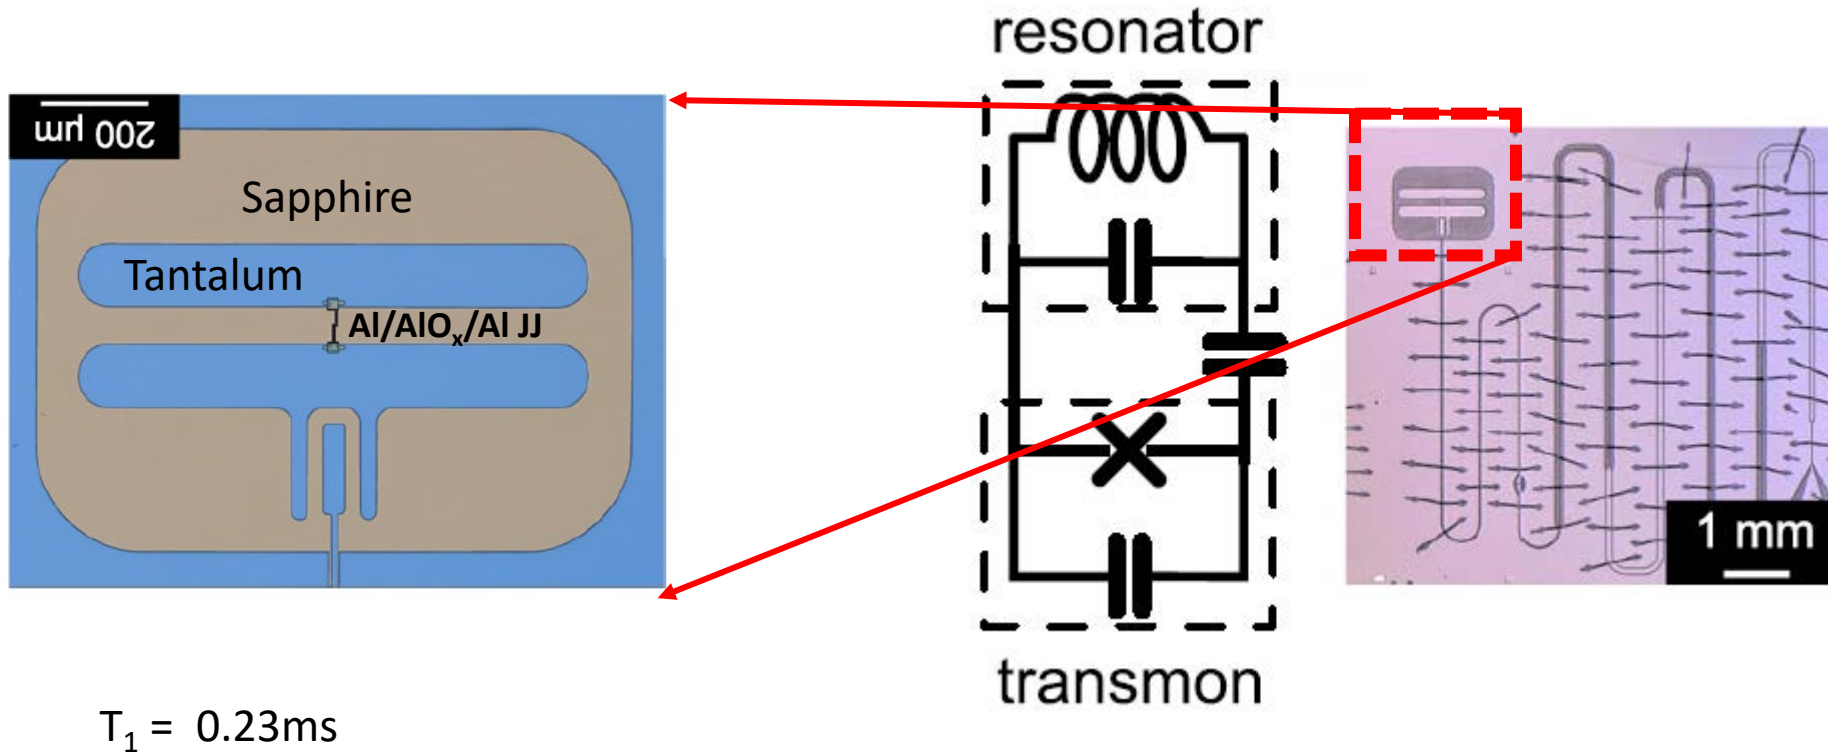 resonator
200 µm
Sapphire
Tantalum
Al/AlOₓ/Al JJ
1 mm
transmon
T₁ = 0.23ms